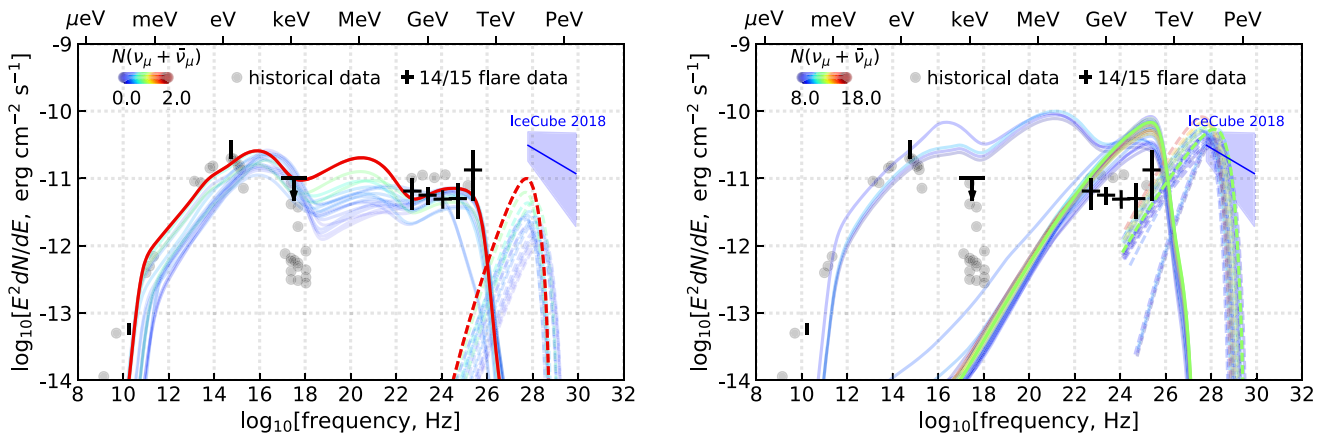 μeV meV eV keV MeV GeV TeV PeV
-9
N(ν_μ + ν̄_μ)
historical data
14/15 flare data
0.0 2.0
-10
IceCube 2018
-11
-12
-13
-14
8 10 12 14 16 18 20 22 24 26 28 30 32
log₁₀[frequency, Hz]
log₁₀[E²dN/dE, erg cm⁻² s⁻¹]
μeV meV eV keV MeV GeV TeV PeV
-9
N(ν_μ + ν̄_μ)
historical data
14/15 flare data
8.0 18.0
-10
IceCube 2018
-11
-12
-13
-14
8 10 12 14 16 18 20 22 24 26 28 30 32
log₁₀[frequency, Hz]
log₁₀[E²dN/dE, erg cm⁻² s⁻¹]